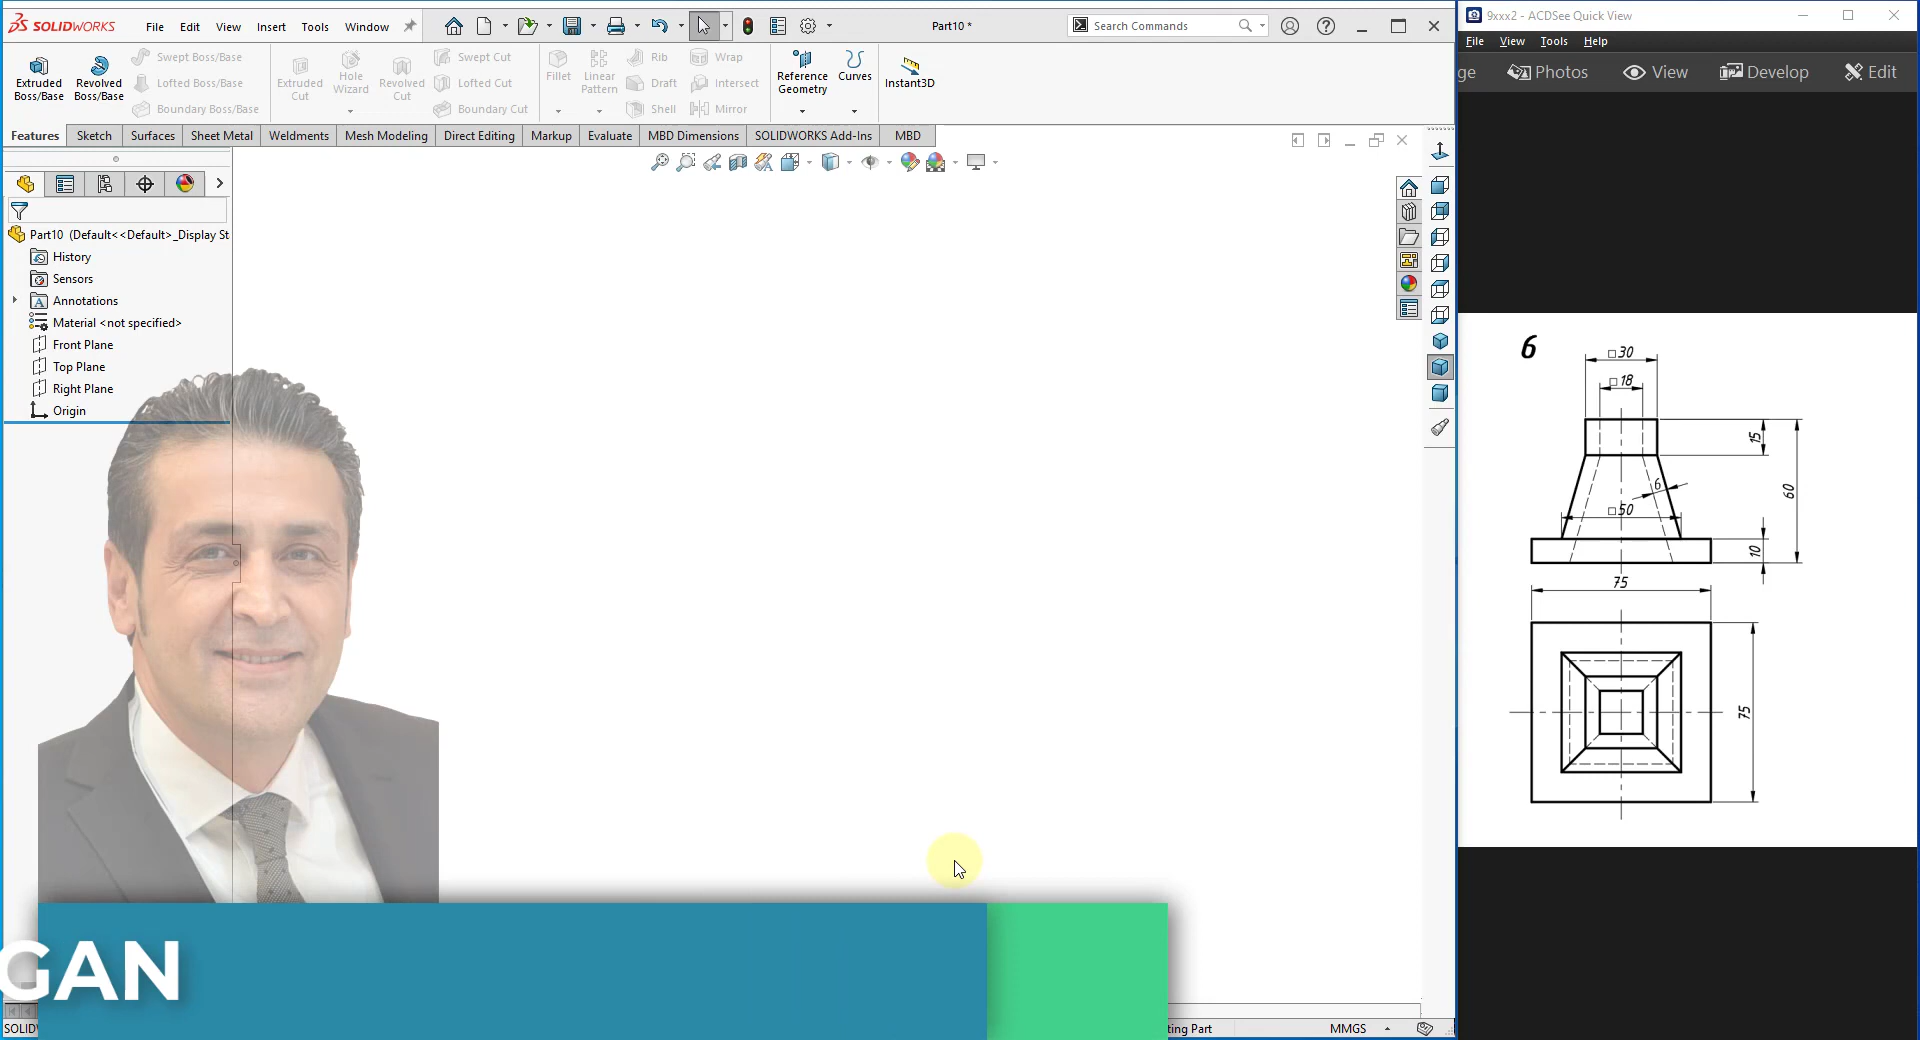 SOLIDWORKS File Edit View Insert Tools Window Part10 * Search Commands
Extruded Boss/Base
Revolved Boss/Base
Swept Boss/Base
Lofted Boss/Base
Boundary Boss/Base
Extruded Cut
Hole Wizard
Revolved Cut
Swept Cut
Lofted Cut
Boundary Cut
Fillet
Linear Pattern
Rib
Draft
Shell
Wrap
Intersect
Mirror
Reference Geometry
Curves
Instant3D
Features Sketch Surfaces Sheet Metal Weldments Mesh Modeling Direct Editing Markup Evaluate MBD Dimensions SOLIDWORKS Add-Ins MBD
Part10 (Default<<Default>_Display St
History
Sensors
Annotations
Material <not specified>
Front Plane
Top Plane
Right Plane
Origin
GAN
SOLID
ting Part MMGS
9xxx2 - ACDSee Quick View
File View Tools Help
ge Photos View Develop Edit
6
□30
□18
15
6
60
□50
10
75
75